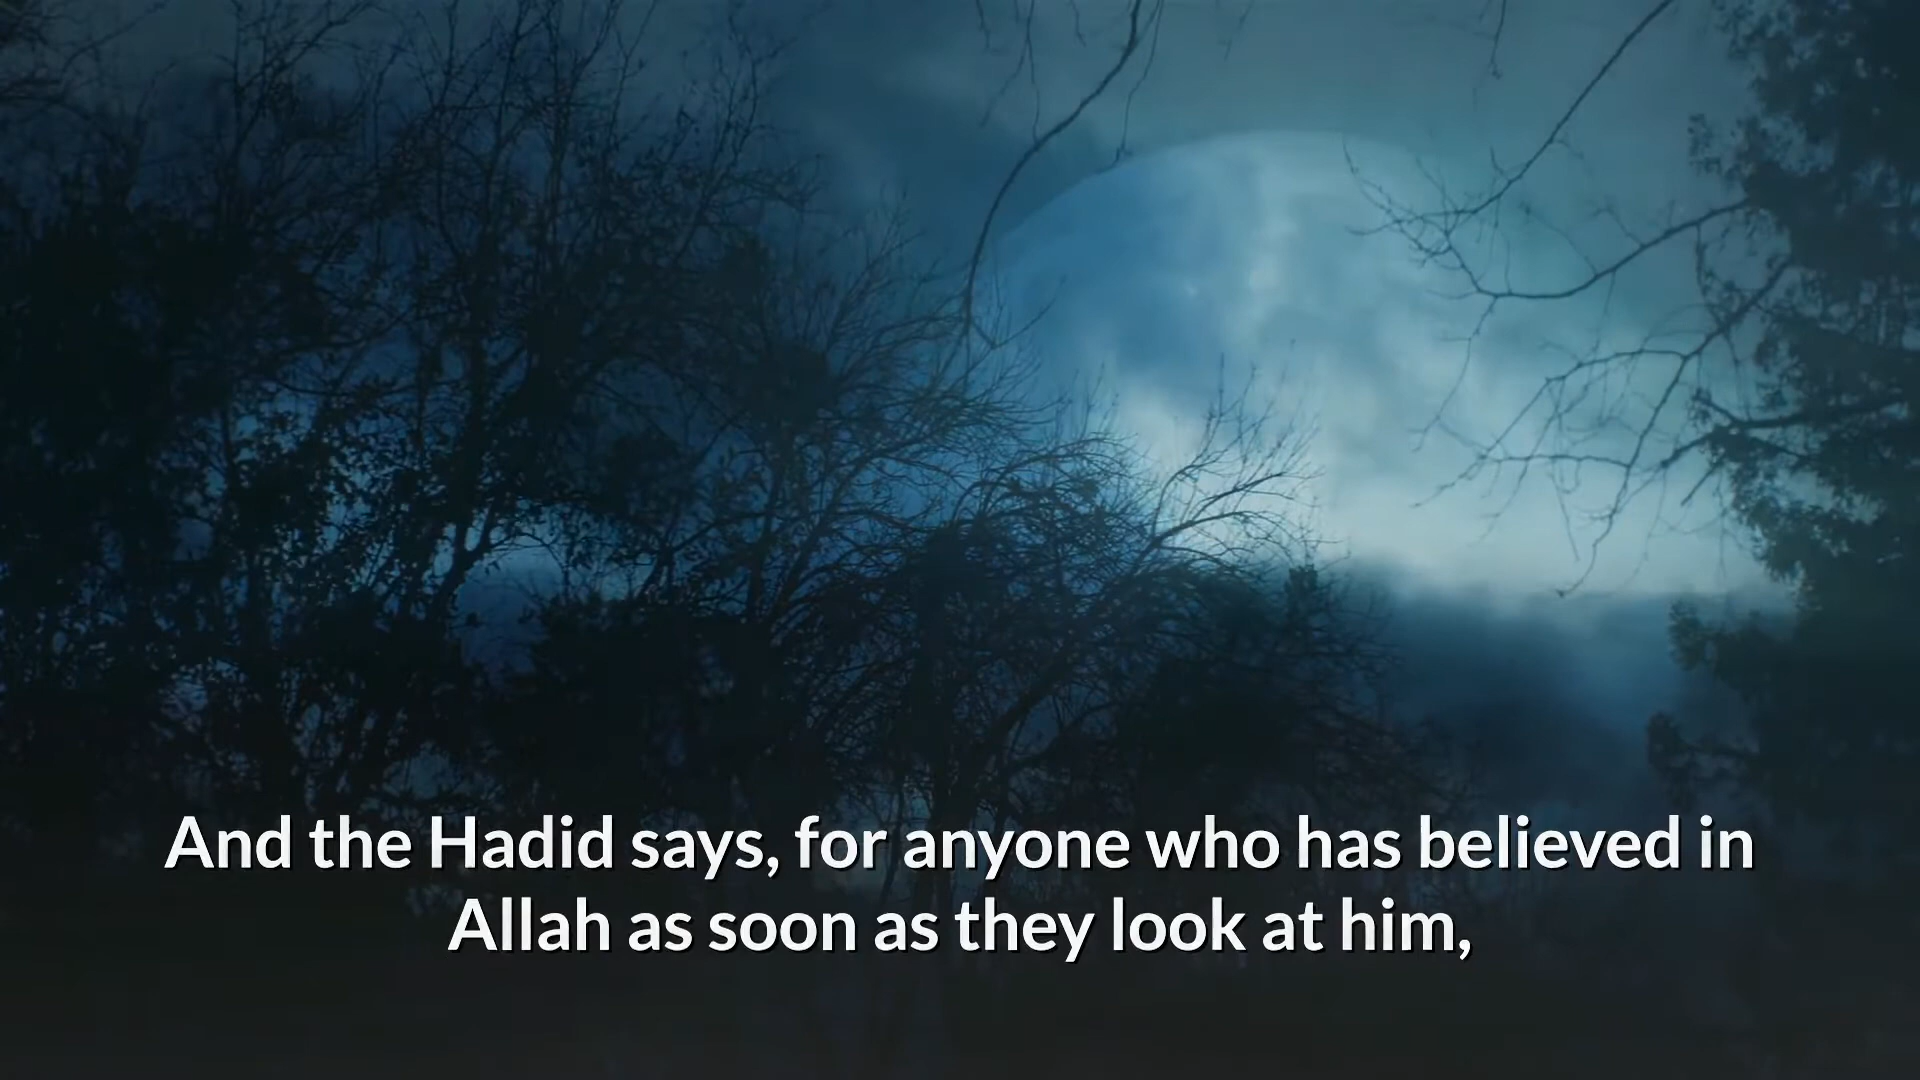 And the Hadid says, for anyone who has believed in
Allah as soon as they look at him,